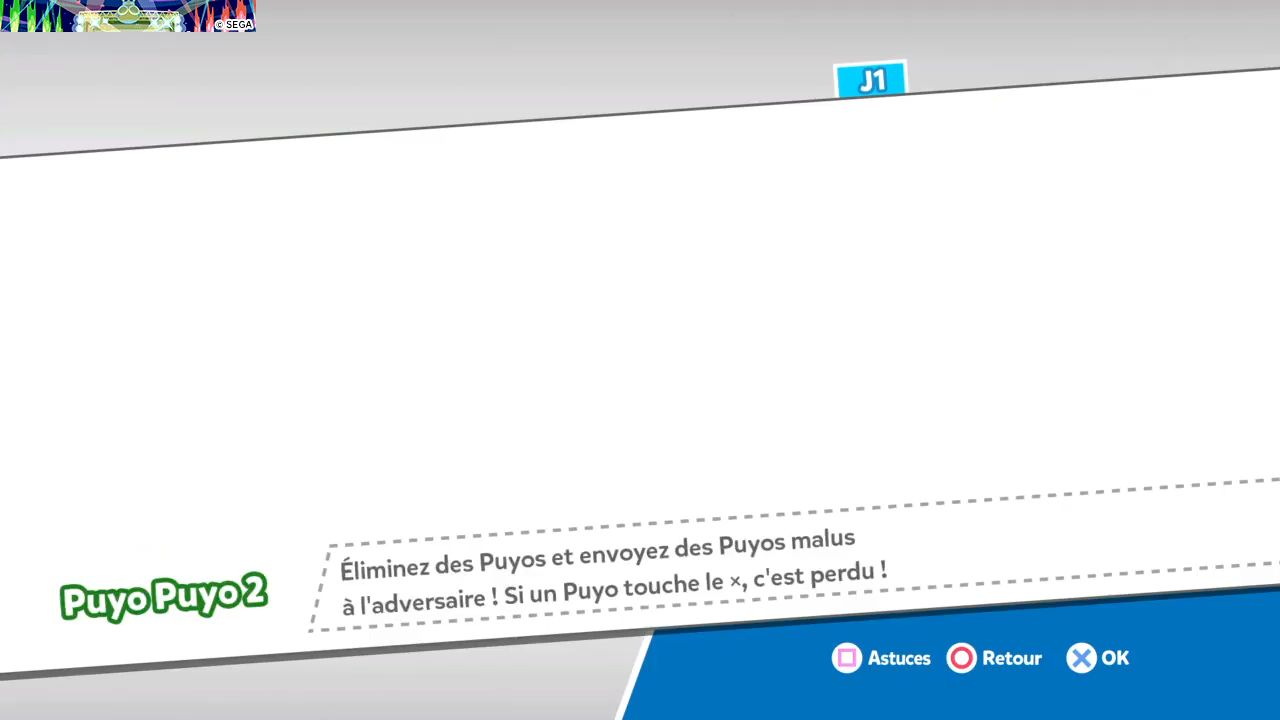 © SEGA
J1
Éliminez des Puyos et envoyez des Puyos malus
à l'adversaire ! Si un Puyo touche le ×, c'est perdu !
Puyo Puyo 2
Astuces Retour OK